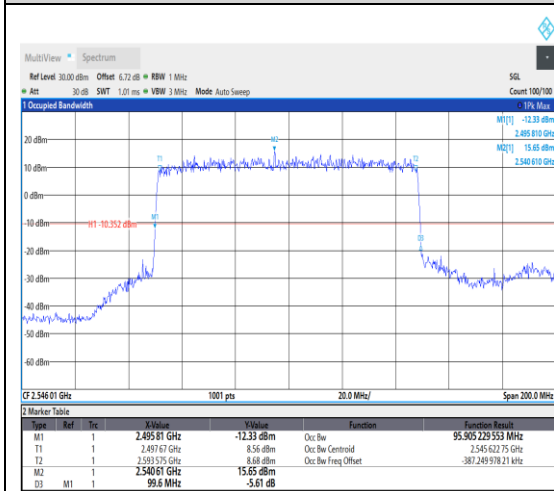 MultiView Spectrum
Ref Level 30.00 dBm Offset 6.72 dB RBW 1 MHz SGL
Att 30 dB SWT 1.01 ms VBW 3 MHz Mode Auto Sweep Count 100/100
1 Occupied Bandwidth 1Pk Max
M1[1] -12.33 dBm
2.495 810 GHz
M2[1] 15.65 dBm
2.540 610 GHz
20 dBm
T1
M2
T2
10 dBm
0 dBm
M1
-10 dBm
H1 -10.352 dBm
D3
-20 dBm
-30 dBm
-40 dBm
-50 dBm
-60 dBm
CF 2.546 01 GHz 1001 pts 20.0 MHz/ Span 200.0 MHz
2 Marker Table
Type Ref Trc X-Value Y-Value Function Function Result
M1 1 2.495 81 GHz -12.33 dBm Occ Bw 95.905 229 553 MHz
T1 1 2.497 67 GHz 8.56 dBm Occ Bw Centroid 2.545 622 75 GHz
T2 1 2.593 575 GHz 8.68 dBm Occ Bw Freq Offset -387.249 978 21 kHz
M2 1 2.540 61 GHz 15.65 dBm
D3 M1 1 99.6 MHz -5.61 dB